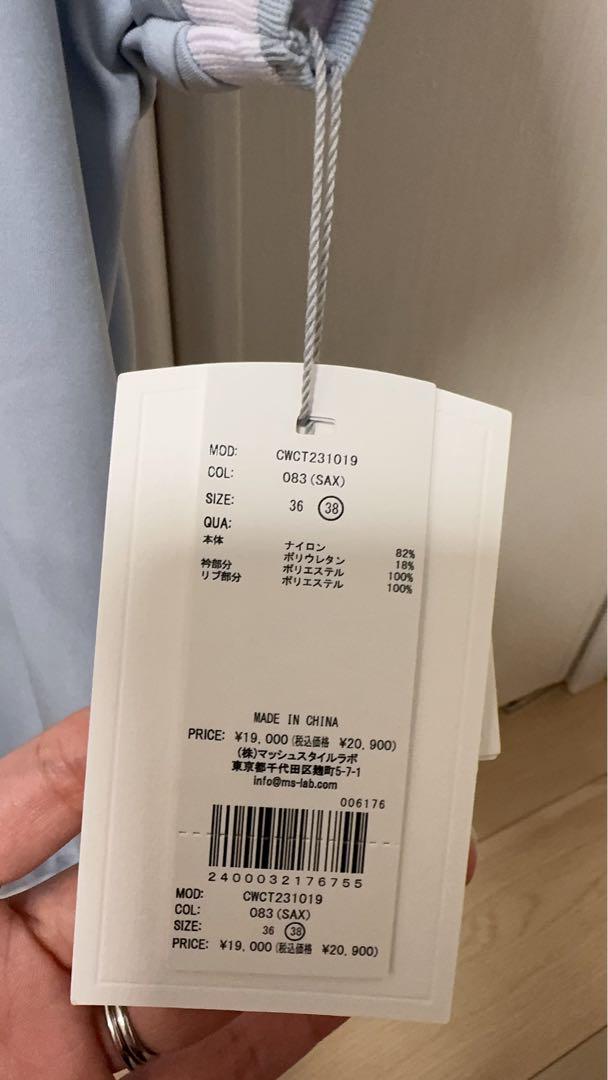 MOD: CWCT231019
COL: 083(SAX)
SIZE: 36 38
QUA:
本体 ナイロン 82%
ポリウレタン 18%
衿部分 ポリエステル 100%
リブ部分 ポリエステル 100%
MADE IN CHINA
PRICE: ¥19,000(税込価格 ¥20,900)
(株)マッシュスタイルラボ
東京都千代田区麹町5-7-1
info@ms-lab.com
006176
2400032176755
MOD: CWCT231019
COL: 083(SAX)
SIZE: 36 38
PRICE: ¥19,000(税込価格 ¥20,900)